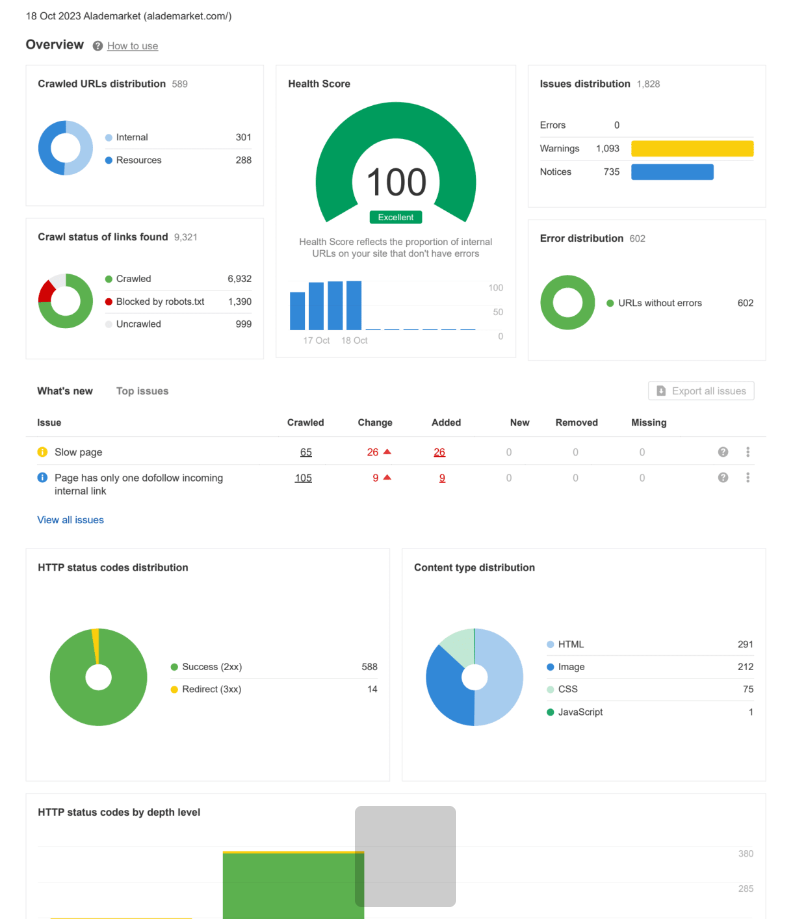 18 Oct 2023 Alademarket (alademarket.com/)
Overview ? How to use
Crawled URLs distribution 589
Internal 301
Resources 288
Crawl status of links found 9,321
Crawled 6,932
Blocked by robots.txt 1,390
Uncrawled 999
Health Score
100
Excellent
Health Score reflects the proportion of internal
URLs on your site that don't have errors
100
50
0
17 Oct 18 Oct
Issues distribution 1,828
Errors 0
Warnings 1,093
Notices 735
Error distribution 602
URLs without errors 602
What's new Top issues Export all issues
Issue Crawled Change Added New Removed Missing
Slow page 65 26 26 0 0 0 ?
Page has only one dofollow incoming 105 9 9 0 0 0 ?
internal link
View all issues
HTTP status codes distribution
Success (2xx) 588
Redirect (3xx) 14
Content type distribution
HTML 291
Image 212
CSS 75
JavaScript 1
HTTP status codes by depth level
380
285